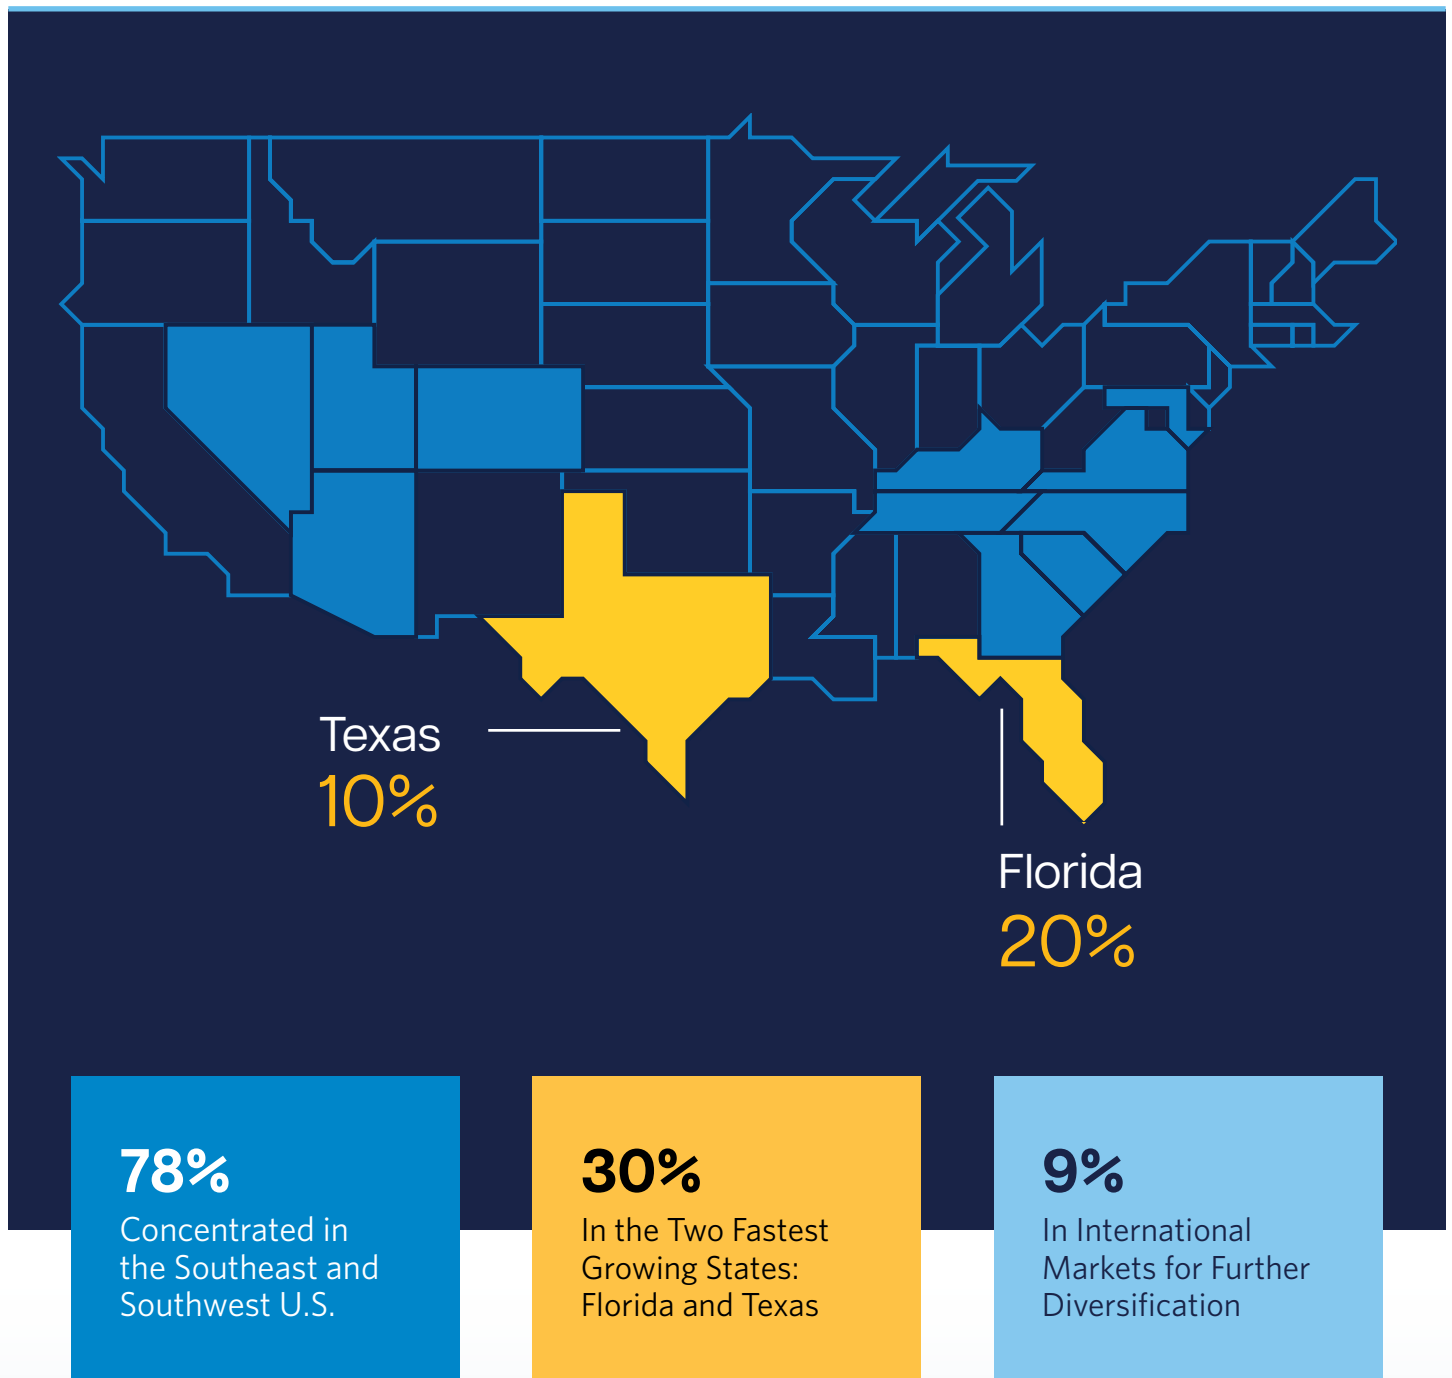 Texas
10%
Florida
20%
78%
Concentrated in
the Southeast and
Southwest U.S.
30%
In the Two Fastest
Growing States:
Florida and Texas
9%
In International
Markets for Further
Diversification